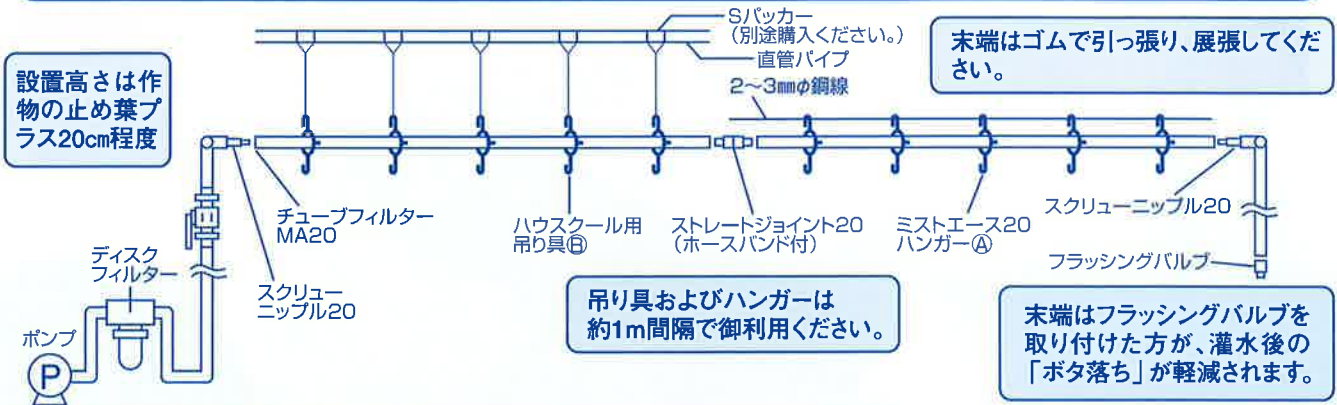 Sパッカー
(別途購入ください。)
直管パイプ
2〜3㎜φ鋼線
末端はゴムで引っ張り、展張してくだ
さい。
設置高さは作
物の止め葉プ
ラス20cm程度
チューブフィルター
MA20
ハウスクール用
吊り具Ⓑ
ストレートジョイント20
(ホースバンド付)
ミストエース20
ハンガーⒶ
スクリューニップル20
フラッシングバルブ
ディスク
フィルター
スクリュー
ニップル20
ポンプ
P
吊り具およびハンガーは
約1m間隔で御利用ください。
末端はフラッシングバルブを
取り付けた方が、灌水後の
「ボタ落ち」が軽減されます。